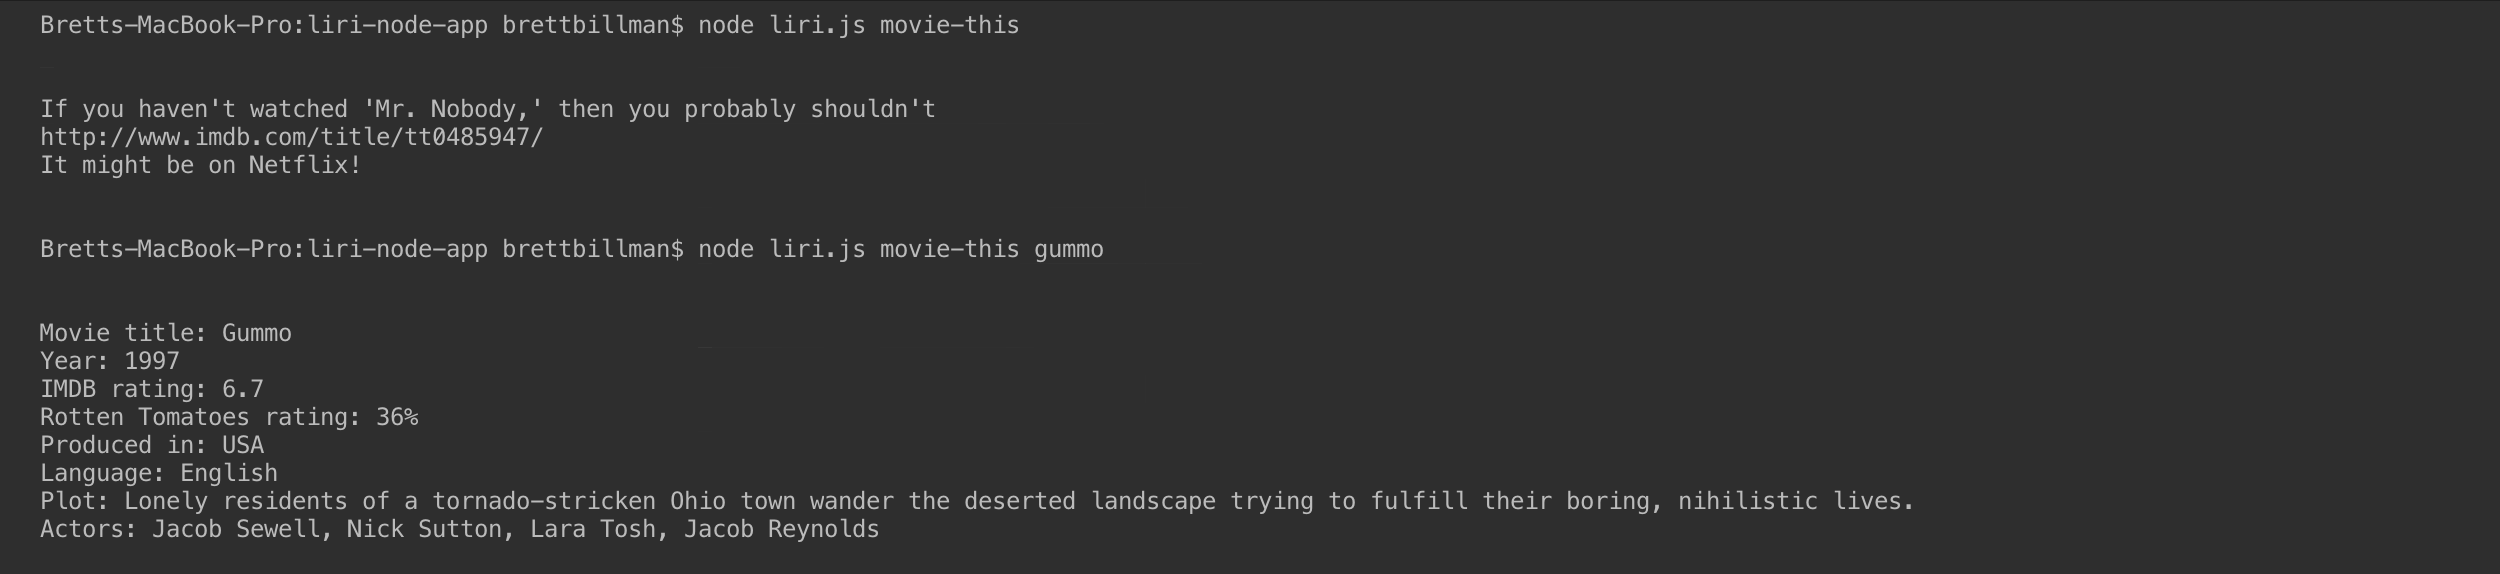 Bretts-MacBook-Pro:liri-node-app brettbillman$ node liri.js movie-this
If you haven't watched 'Mr. Nobody,' then you probably shouldn't
http://www.imdb.com/title/tt0485947/
It might be on Netflix!
Bretts-MacBook-Pro:liri-node-app brettbillman$ node liri.js movie-this gummo
Movie title: Gummo
Year: 1997
IMDB rating: 6.7
Rotten Tomatoes rating: 36%
Produced in: USA
Language: English
Plot: Lonely residents of a tornado-stricken Ohio town wander the deserted landscape trying to fulfill their boring, nihilistic lives.
Actors: Jacob Sewell, Nick Sutton, Lara Tosh, Jacob Reynolds